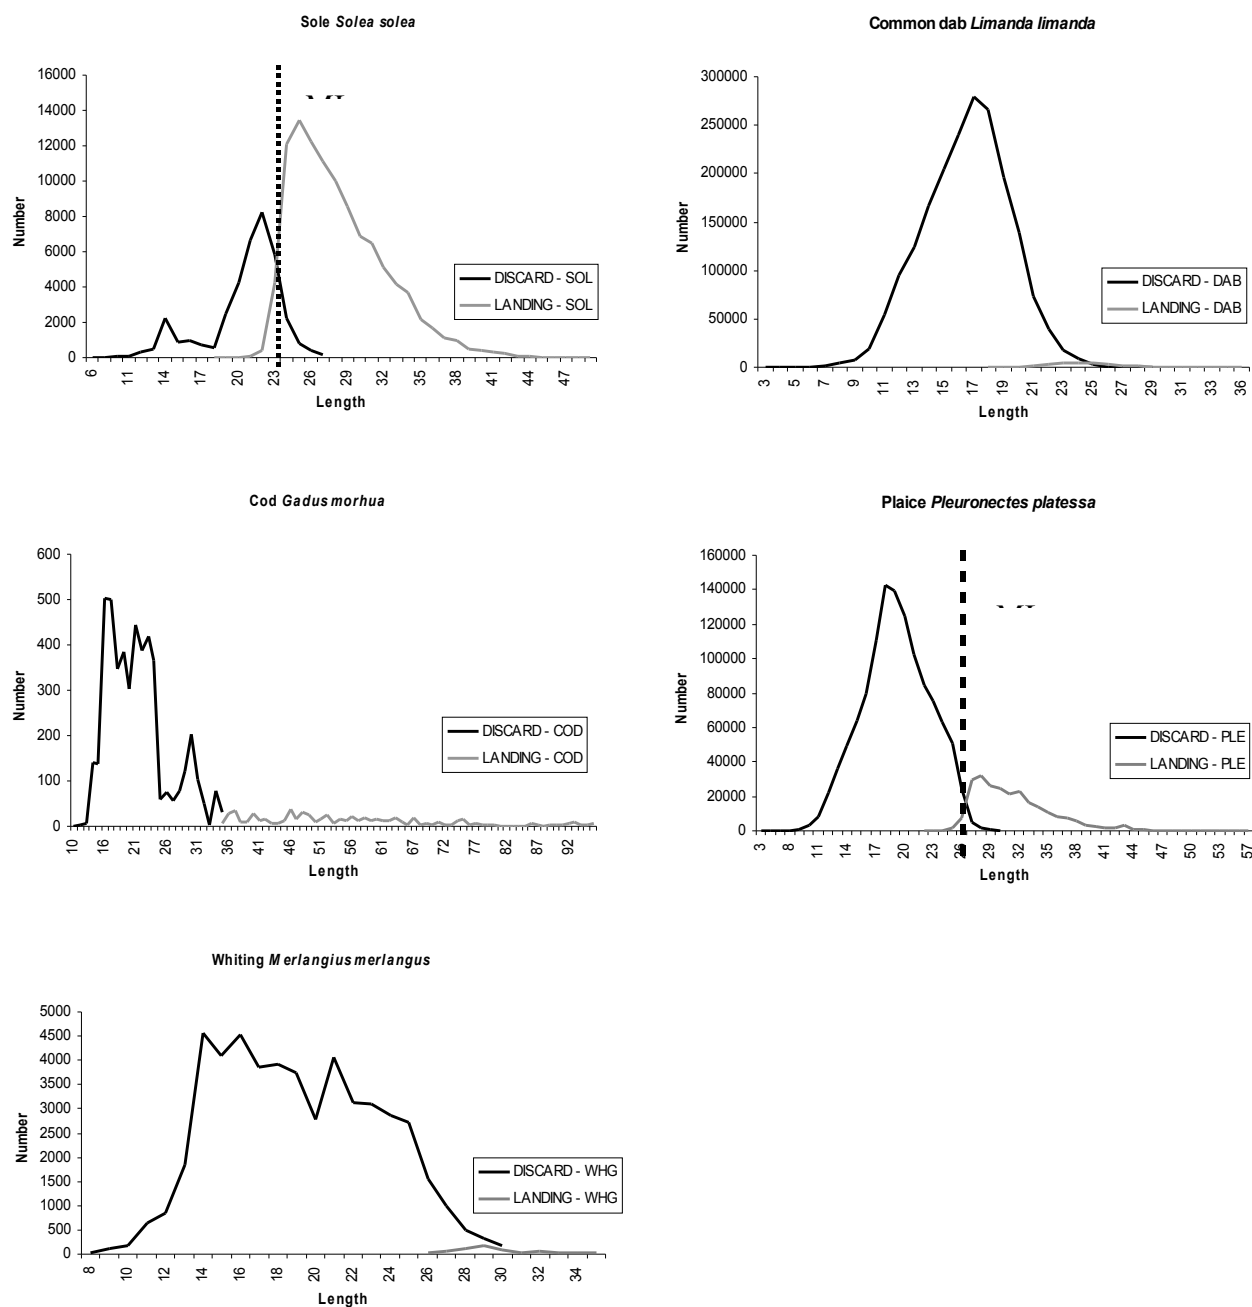 Sole Solea solea
16000
14000
12000
10000
8000
6000
4000
2000
0
Number
6 11 14 17 20 23 26 29 32 35 38 41 44 47
Length
DISCARD - SOL
LANDING - SOL
Common dab Limanda limanda
300000
250000
200000
150000
100000
50000
0
Number
3 5 7 9 11 13 15 17 19 21 23 25 27 29 31 33 36
Length
DISCARD - DAB
LANDING - DAB
Cod Gadus morhua
600
500
400
300
200
100
0
Number
10 16 21 26 31 36 41 46 51 56 61 66 71 77 82 87 92
Length
DISCARD - COD
LANDING - COD
Plaice Pleuronectes platessa
160000
140000
120000
100000
80000
60000
40000
20000
0
Number
3 8 11 14 17 20 23 26 29 32 35 38 41 44 47 50 53 57
Length
DISCARD - PLE
LANDING - PLE
Whiting Merlangius merlangus
5000
4500
4000
3500
3000
2500
2000
1500
1000
500
0
Number
8 10 12 14 16 18 20 22 24 26 28 30 32 34
Length
DISCARD - WHG
LANDING - WHG